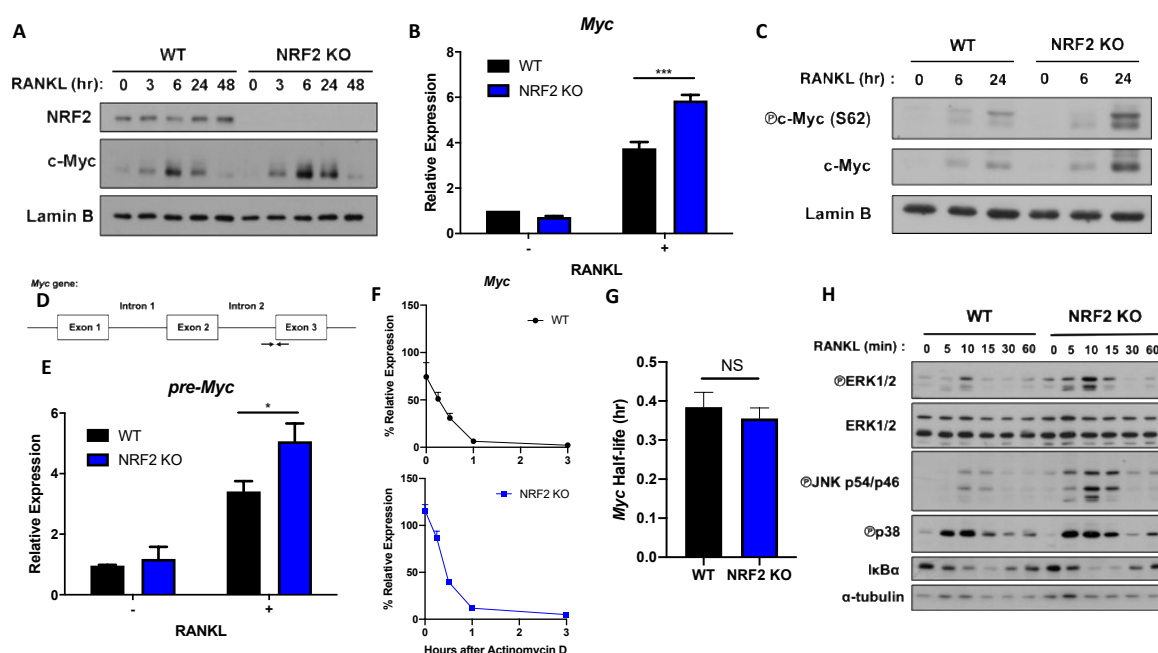 A
WT NRF2 KO
RANKL (hr) : 0 3 6 24 48 0 3 6 24 48
NRF2
c-Myc
Lamin B
B
Myc
Relative Expression
8
6
4
2
0
WT
NRF2 KO
***
- +
RANKL
C
WT NRF2 KO
RANKL (hr) : 0 6 24 0 6 24
℗c-Myc (S62)
c-Myc
Lamin B
D
Myc gene:
Intron 1 Intron 2
Exon 1 Exon 2 Exon 3
E
pre-Myc
Relative Expression
6
4
2
0
WT
NRF2 KO
*
- +
RANKL
F
Myc
% Relative Expression
150
100
50
0
WT
0 1 2 3
% Relative Expression
150
100
50
0
NRF2 KO
0 1 2 3
Hours after Actinomycin D
G
Myc Half-life (hr)
0.5
0.4
0.3
0.2
0.1
0.0
NS
WT NRF2 KO
H
WT NRF2 KO
RANKL (min) : 0 5 10 15 30 60 0 5 10 15 30 60
℗ERK1/2
ERK1/2
℗JNK p54/p46
℗p38
IκBα
α-tubulin